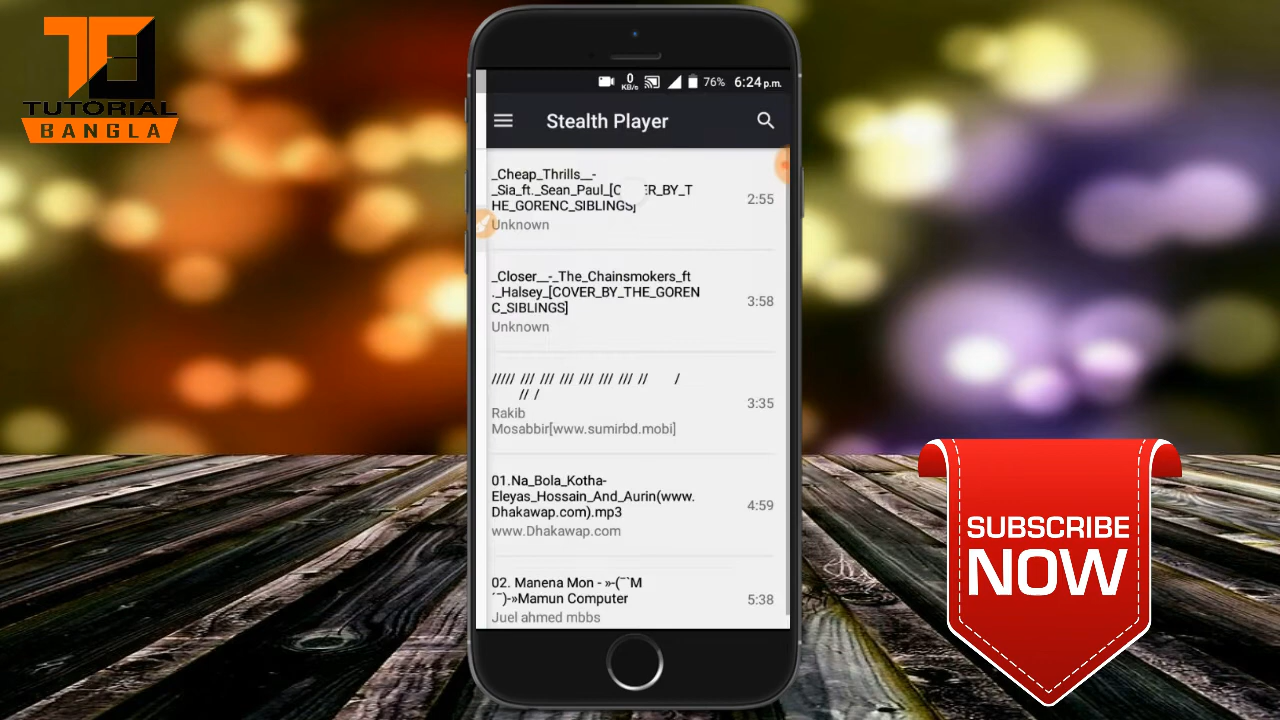 TUTORIAL
BANGLA
0
KB/s
76%
6:24 p.m.
Stealth Player
_Cheap_Thrills__-
_Sia_ft._Sean_Paul_[C ER_BY_T
HE_GORENC_SIBLINGS]
2:55
Unknown
_Closer__-_The_Chainsmokers_ft
._Halsey_[COVER_BY_THE_GOREN
C_SIBLINGS]
3:58
Unknown
///// /// /// /// /// /// /// // /
// /
3:35
Rakib
Mosabbir[www.sumirbd.mobi]
01.Na_Bola_Kotha-
Eleyas_Hossain_And_Aurin(www.
Dhakawap.com).mp3
4:59
www.Dhakawap.com
02. Manena Mon - »-(¯`M
´¯)-»Mamun Computer
5:38
Juel ahmed mbbs
SUBSCRIBE
NOW